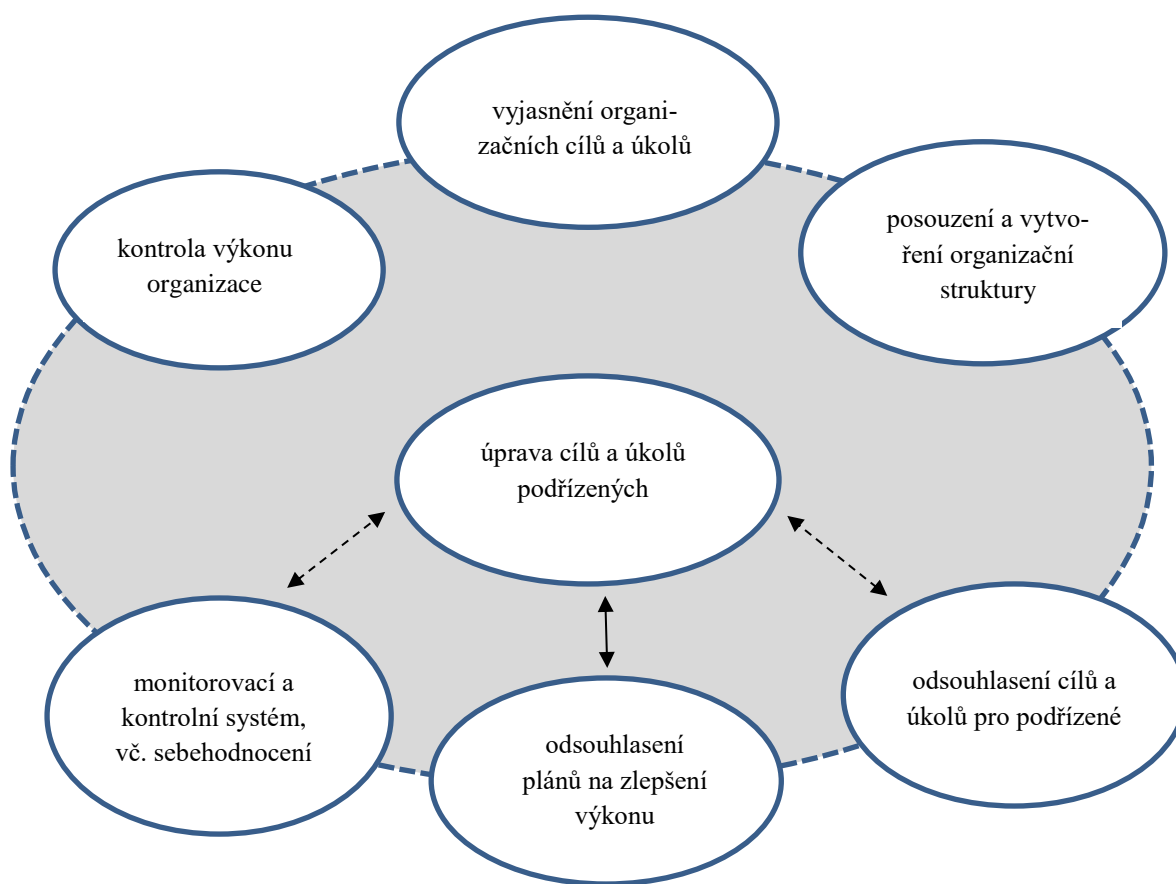 vyjasnění organi-
začních cílů a úkolů
posouzení a vytvo-
ření organizační
struktury
kontrola výkonu
organizace
úprava cílů a úkolů
podřízených
monitorovací a
kontrolní systém,
vč. sebehodnocení
odsouhlasení
plánů na zlepšení
výkonu
odsouhlasení cílů a
úkolů pro podřízené